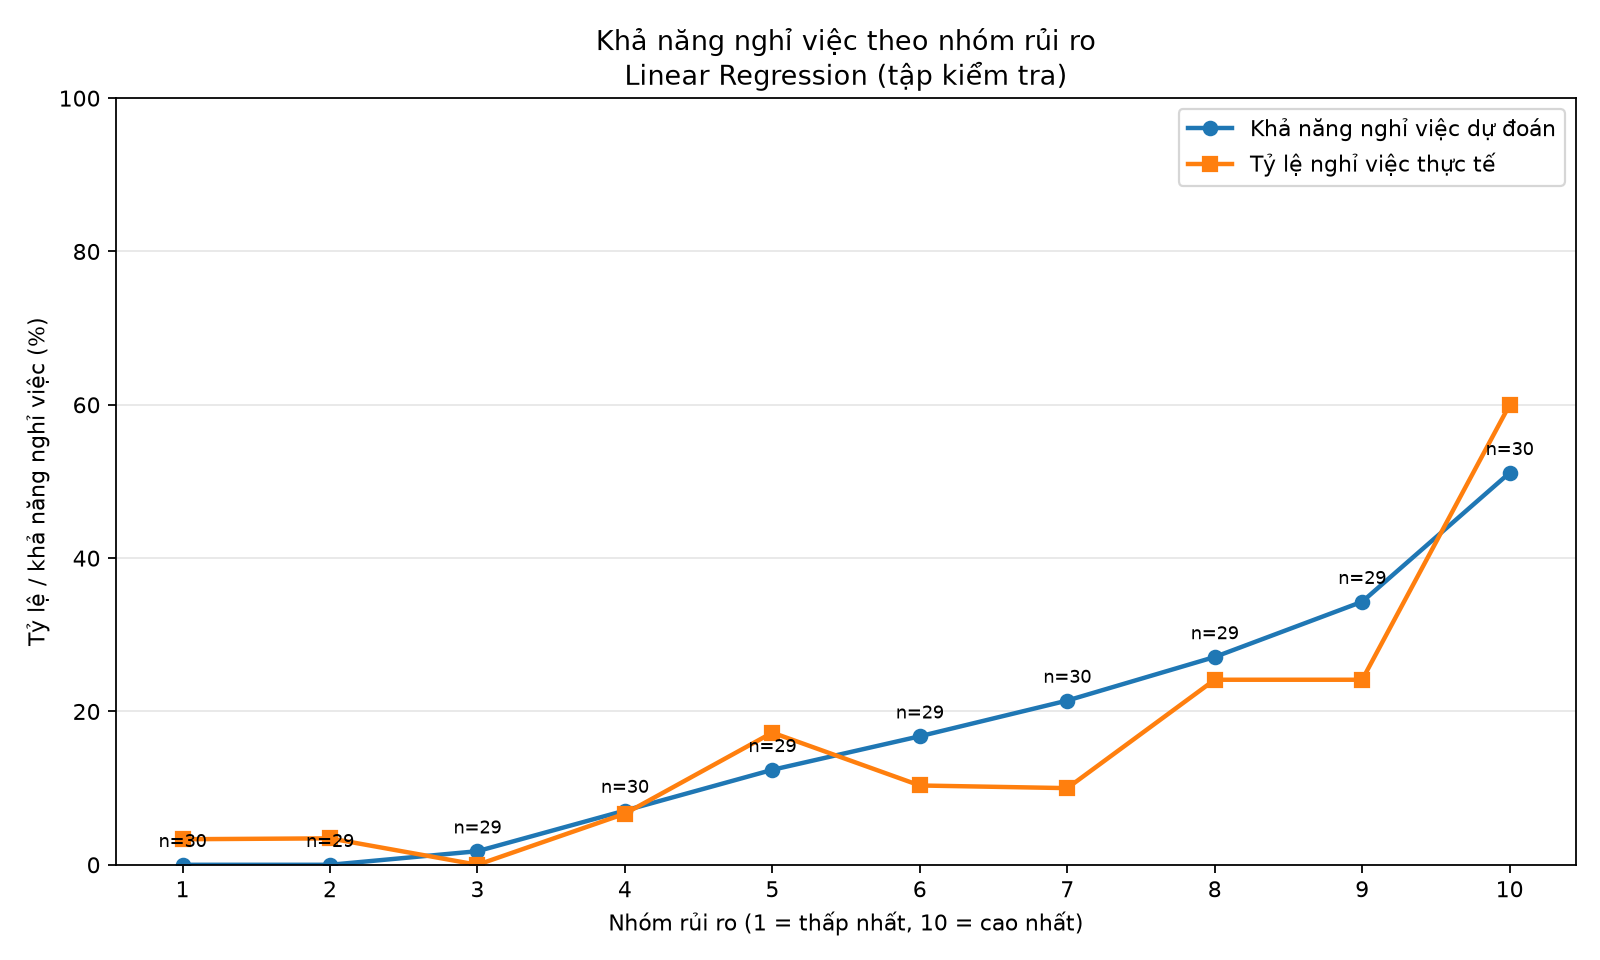 Khả năng nghỉ việc theo nhóm rủi ro
Linear Regression (tập kiểm tra)
Khả năng nghỉ việc dự đoán
Tỷ lệ nghỉ việc thực tế
Tỷ lệ / khả năng nghỉ việc (%)
100
80
60
40
20
0
n=30
n=29
n=29
n=30
n=29
n=29
n=30
n=29
n=29
n=30
1 2 3 4 5 6 7 8 9 10
Nhóm rủi ro (1 = thấp nhất, 10 = cao nhất)